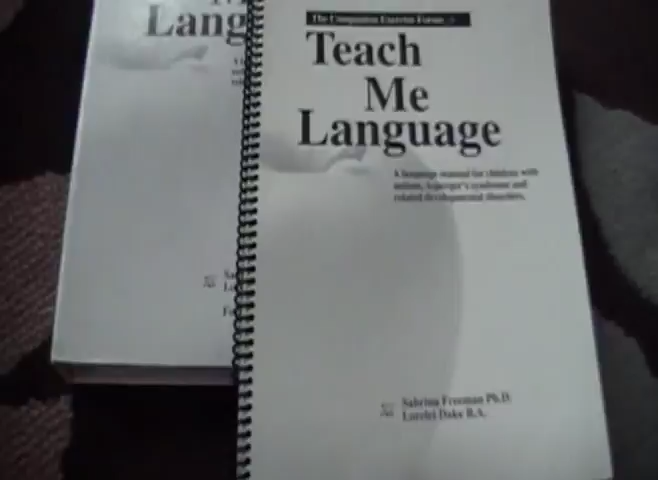 Me
Lang
The Companion Exercise Forms
Teach
Me
Language
A language manual for children with
autism, Asperger's syndrome and
related developmental disorders.
Sabrina Freeman Ph.D.
Lorelei Dake B.A.